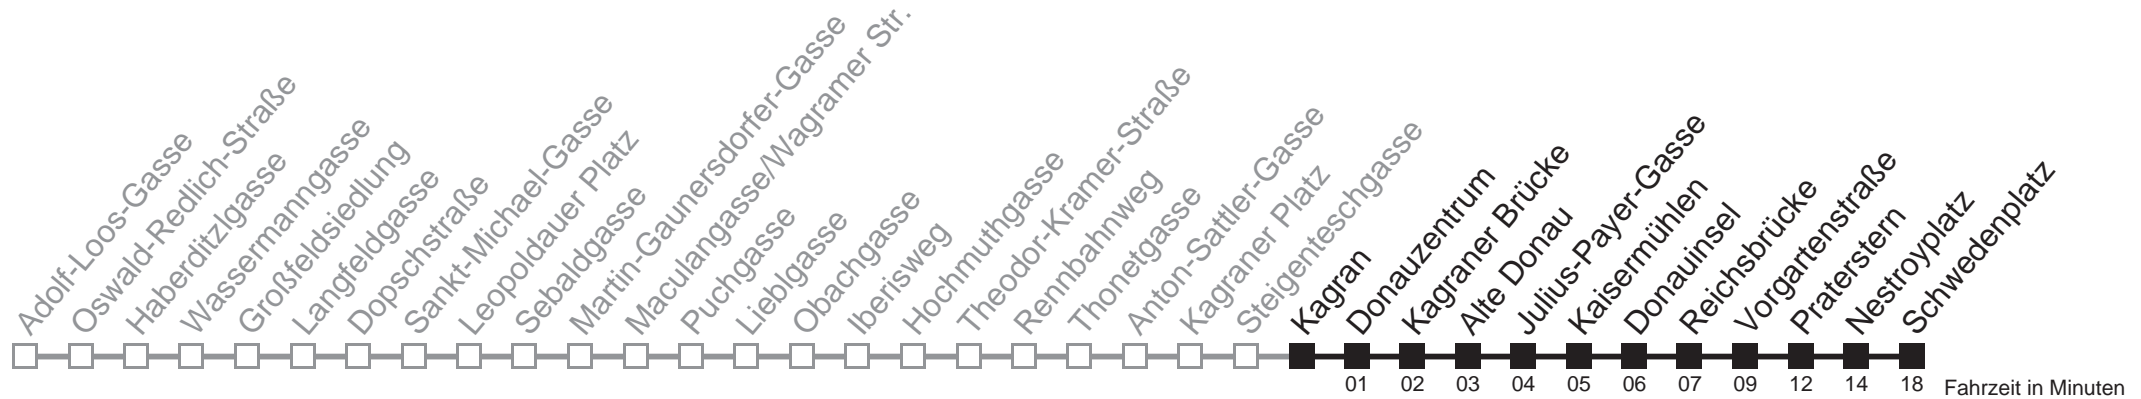 Adolf-Loos-Gasse
Oswald-Redlich-Straße
Haberditzlgasse
Wassermanngasse
Großfeldsiedlung
Langfeldgasse
Dopschstraße
Sankt-Michael-Gasse
Leopoldauer Platz
Sebaldgasse
Martin-Gaunersdorfer-Gasse
Maculangasse/Wagramer Str.
Puchgasse
Lieblgasse
Obachgasse
Iberisweg
Hochmuthgasse
Theodor-Kramer-Straße
Rennbahnweg
Thonetgasse
Anton-Sattler-Gasse
Kagraner Platz
Steigenteschgasse
Kagran
Donauzentrum
Kagraner Brücke
Alte Donau
Julius-Payer-Gasse
Kaisermühlen
Donauinsel
Reichsbrücke
Vorgartenstraße
Praterstern
Nestroyplatz
Schwedenplatz
01 02 03 04 05 06 07 09 12 14 18 Fahrzeit in Minuten